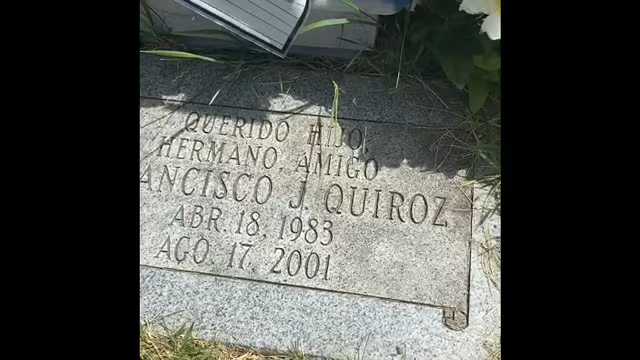 QUERIDO HIJO,
HERMANO, AMIGO
ANCISCO J. QUIROZ
ABR. 18, 1983
AGO. 17, 2001